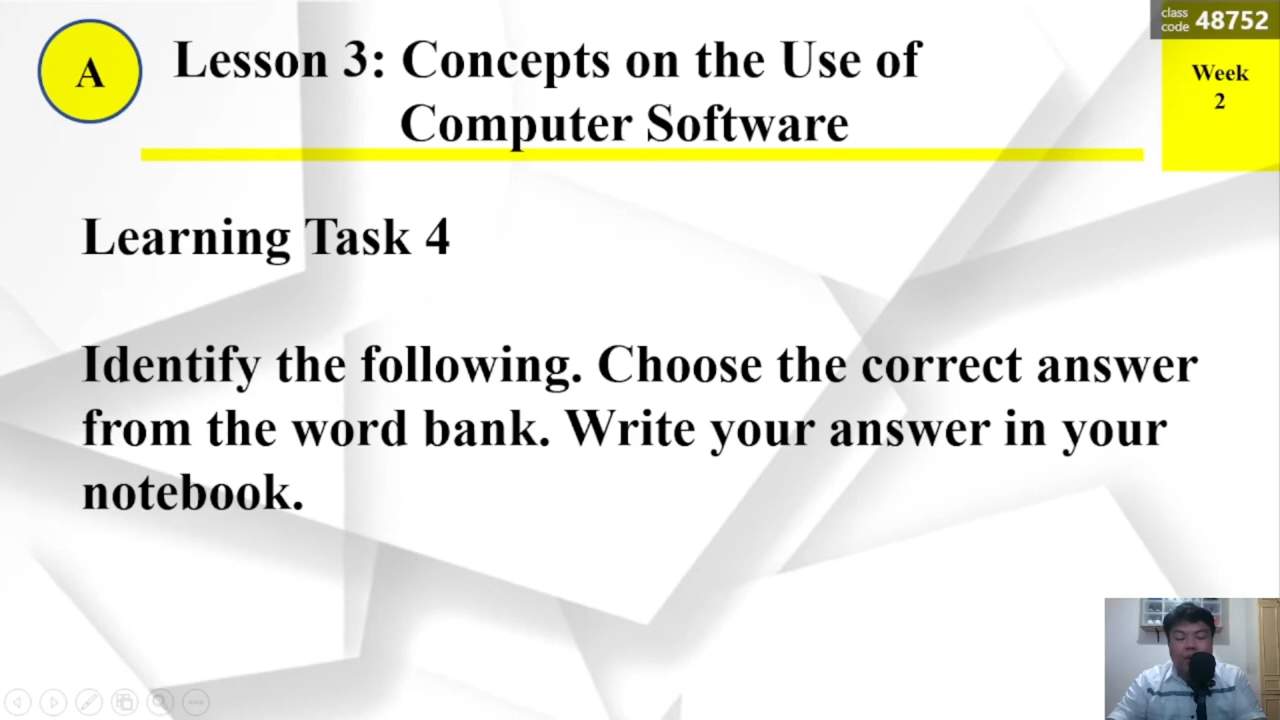 class
code 48752
A
Lesson 3: Concepts on the Use of
Computer Software
Week
2
Learning Task 4
Identify the following. Choose the correct answer
from the word bank. Write your answer in your
notebook.